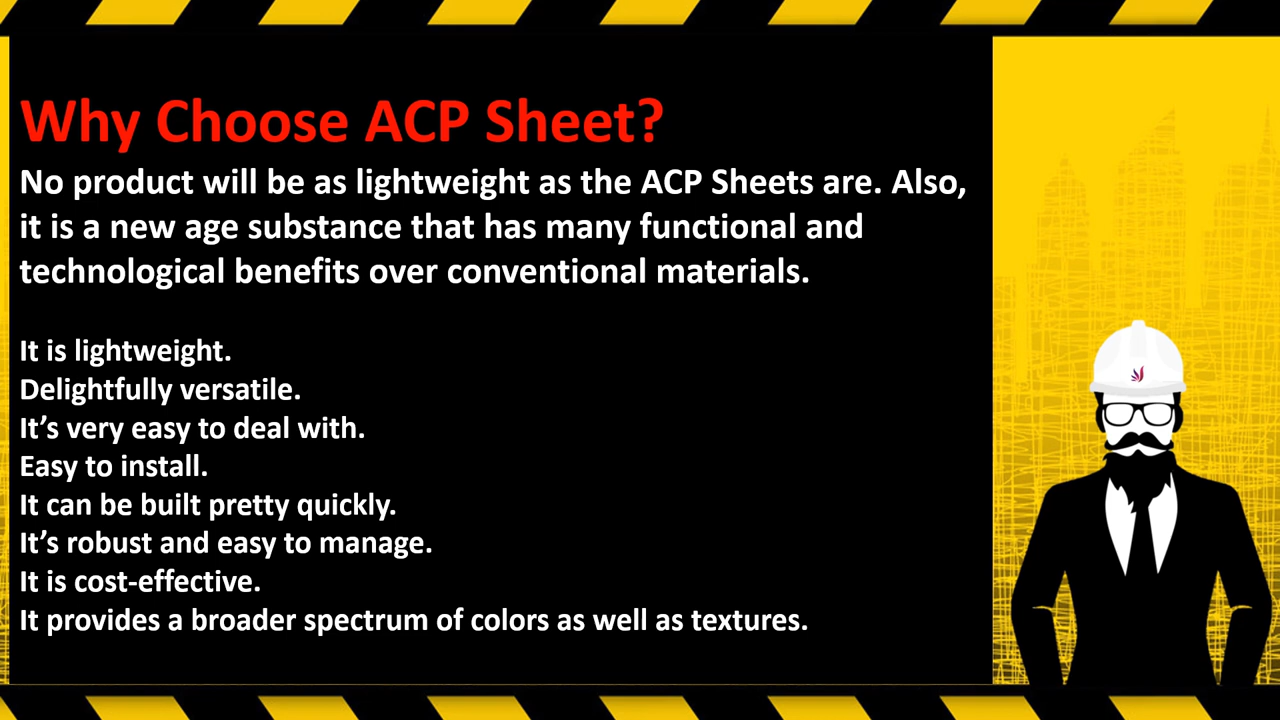 Why Choose ACP Sheet?
No product will be as lightweight as the ACP Sheets are. Also,
it is a new age substance that has many functional and
technological benefits over conventional materials.
It is lightweight.
Delightfully versatile.
It’s very easy to deal with.
Easy to install.
It can be built pretty quickly.
It’s robust and easy to manage.
It is cost-effective.
It provides a broader spectrum of colors as well as textures.